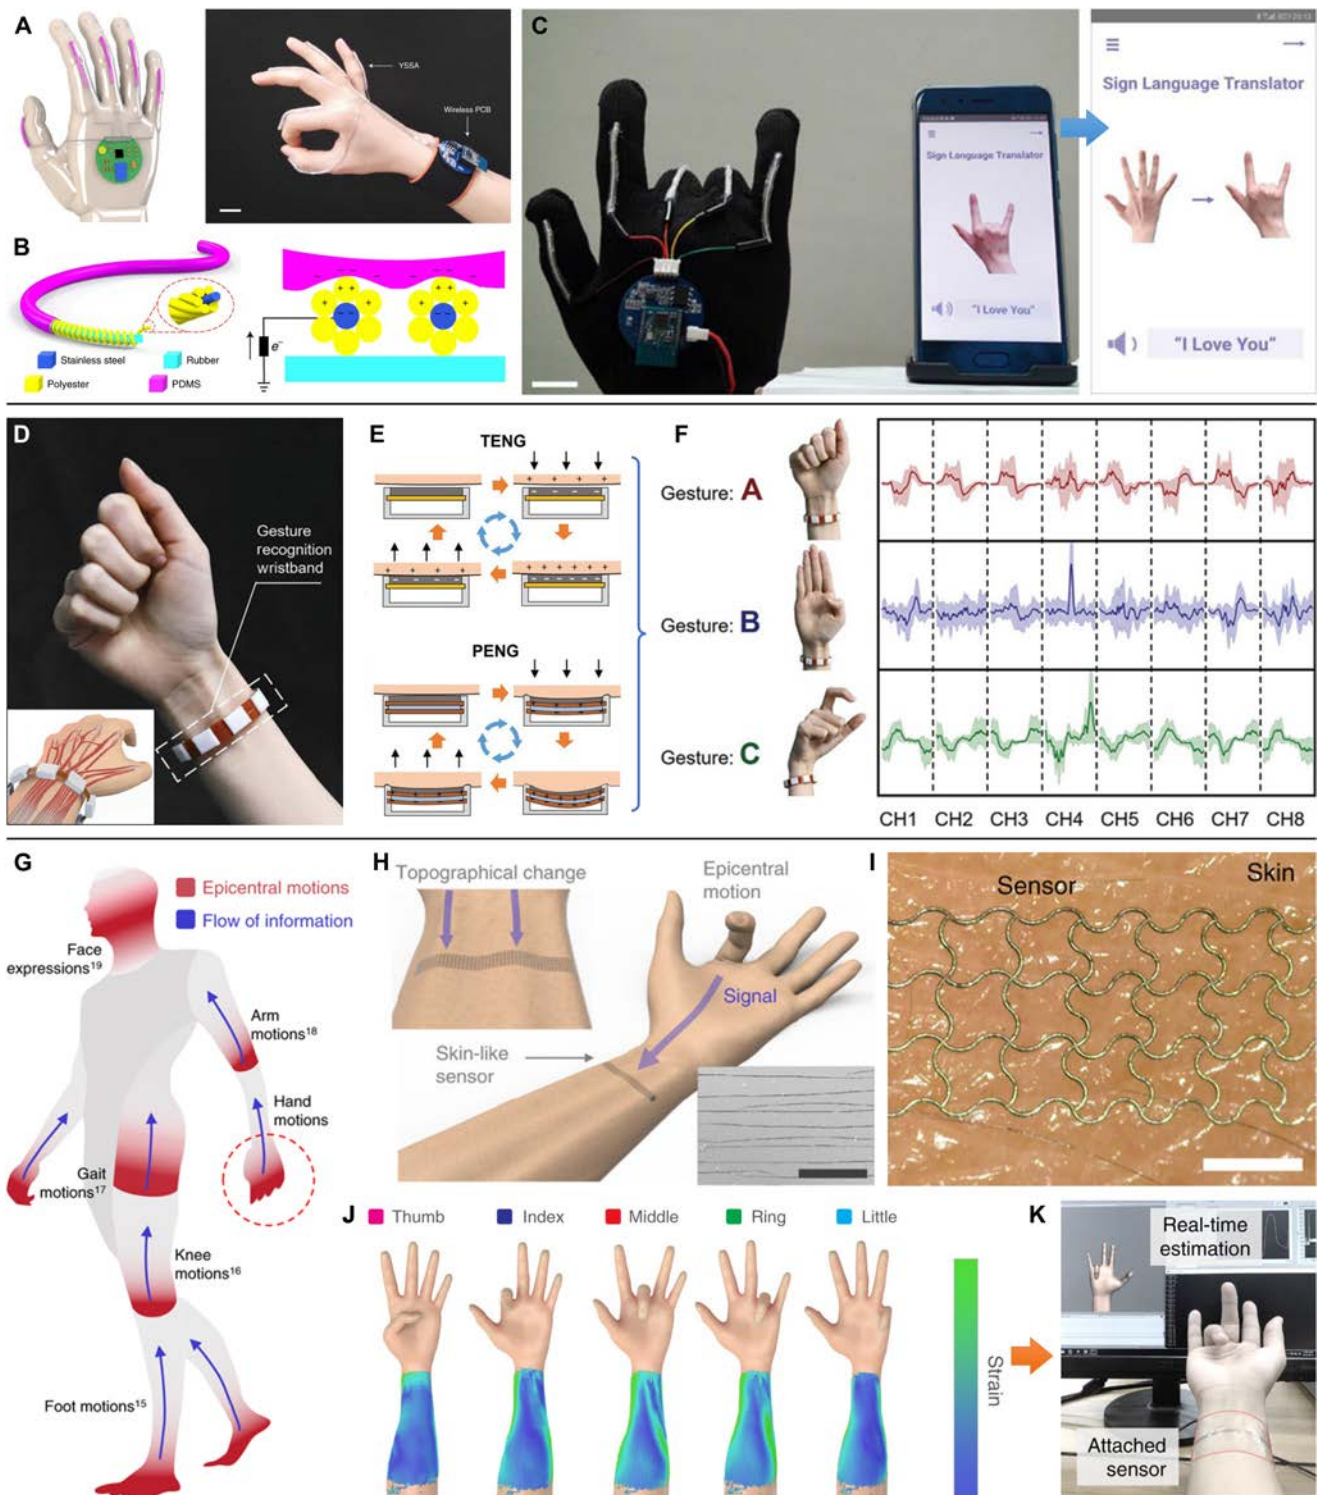 A
YSSA
Wireless PCB
B
e⁻
Stainless steel
Rubber
Polyester
PDMS
C
Sign Language Translator
"I Love You"
Sign Language Translator
"I Love You"
D
Gesture
recognition
wristband
E
TENG
PENG
F
Gesture: A
Gesture: B
Gesture: C
CH1 CH2 CH3 CH4 CH5 CH6 CH7 CH8
G
Epicentral motions
Flow of information
Face
expressions¹⁹
Arm
motions¹⁸
Hand
motions
Gait
motions¹⁷
Knee
motions¹⁶
Foot motions¹⁵
H
Topographical change
Epicentral
motion
Signal
Skin-like
sensor
I
Sensor
Skin
J
Thumb
Index
Middle
Ring
Little
Strain
K
Real-time
estimation
Attached
sensor